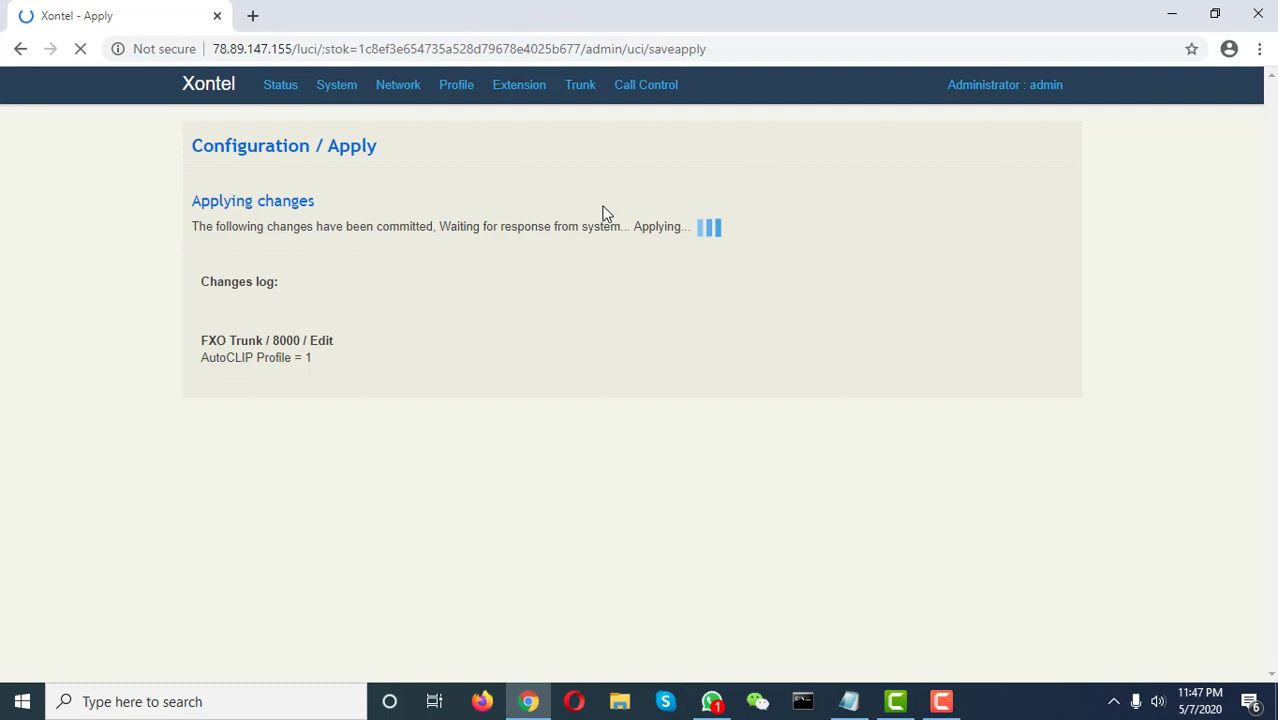 Xontel - Apply
Not secure
78.89.147.155/luci/;stok=1c8ef3e654735a528d79678e4025b677/admin/uci/saveapply
Xontel
Status
System
Network
Profile
Extension
Trunk
Call Control
Administrator : admin
Configuration / Apply
Applying changes
The following changes have been committed, Waiting for response from system... Applying...
Changes log:
FXO Trunk / 8000 / Edit
AutoCLIP Profile = 1
Type here to search
1
11:47 PM
5/7/2020
6